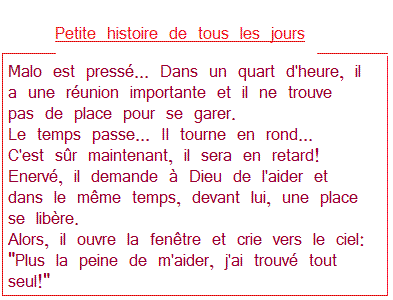 Petite histoire de tous les jours
Malo est pressé... Dans un quart d'heure, il
a une réunion importante et il ne trouve
pas de place pour se garer.
Le temps passe... Il tourne en rond...
C'est sûr maintenant, il sera en retard!
Enervé, il demande à Dieu de l'aider et
dans le même temps, devant lui, une place
se libère.
Alors, il ouvre la fenêtre et crie vers le ciel:
"Plus la peine de m'aider, j'ai trouvé tout
seul!"